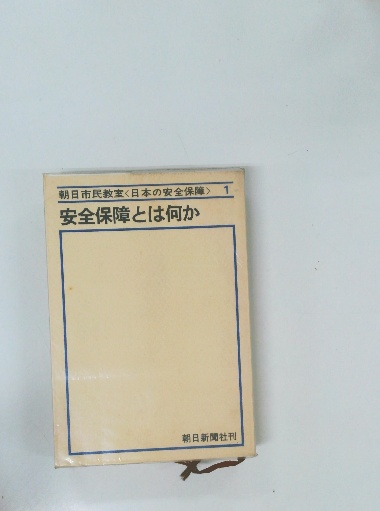 朝日市民教室〈日本の安全保障〉 1
安全保障とは何か
朝日新聞社刊